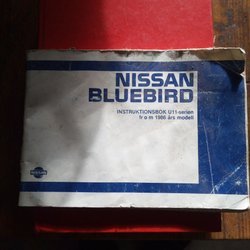 NISSAN
BLUEBIRD
INSTRUKTIONSBOK U11-serien
fr o m 1986 års modell
NISSAN